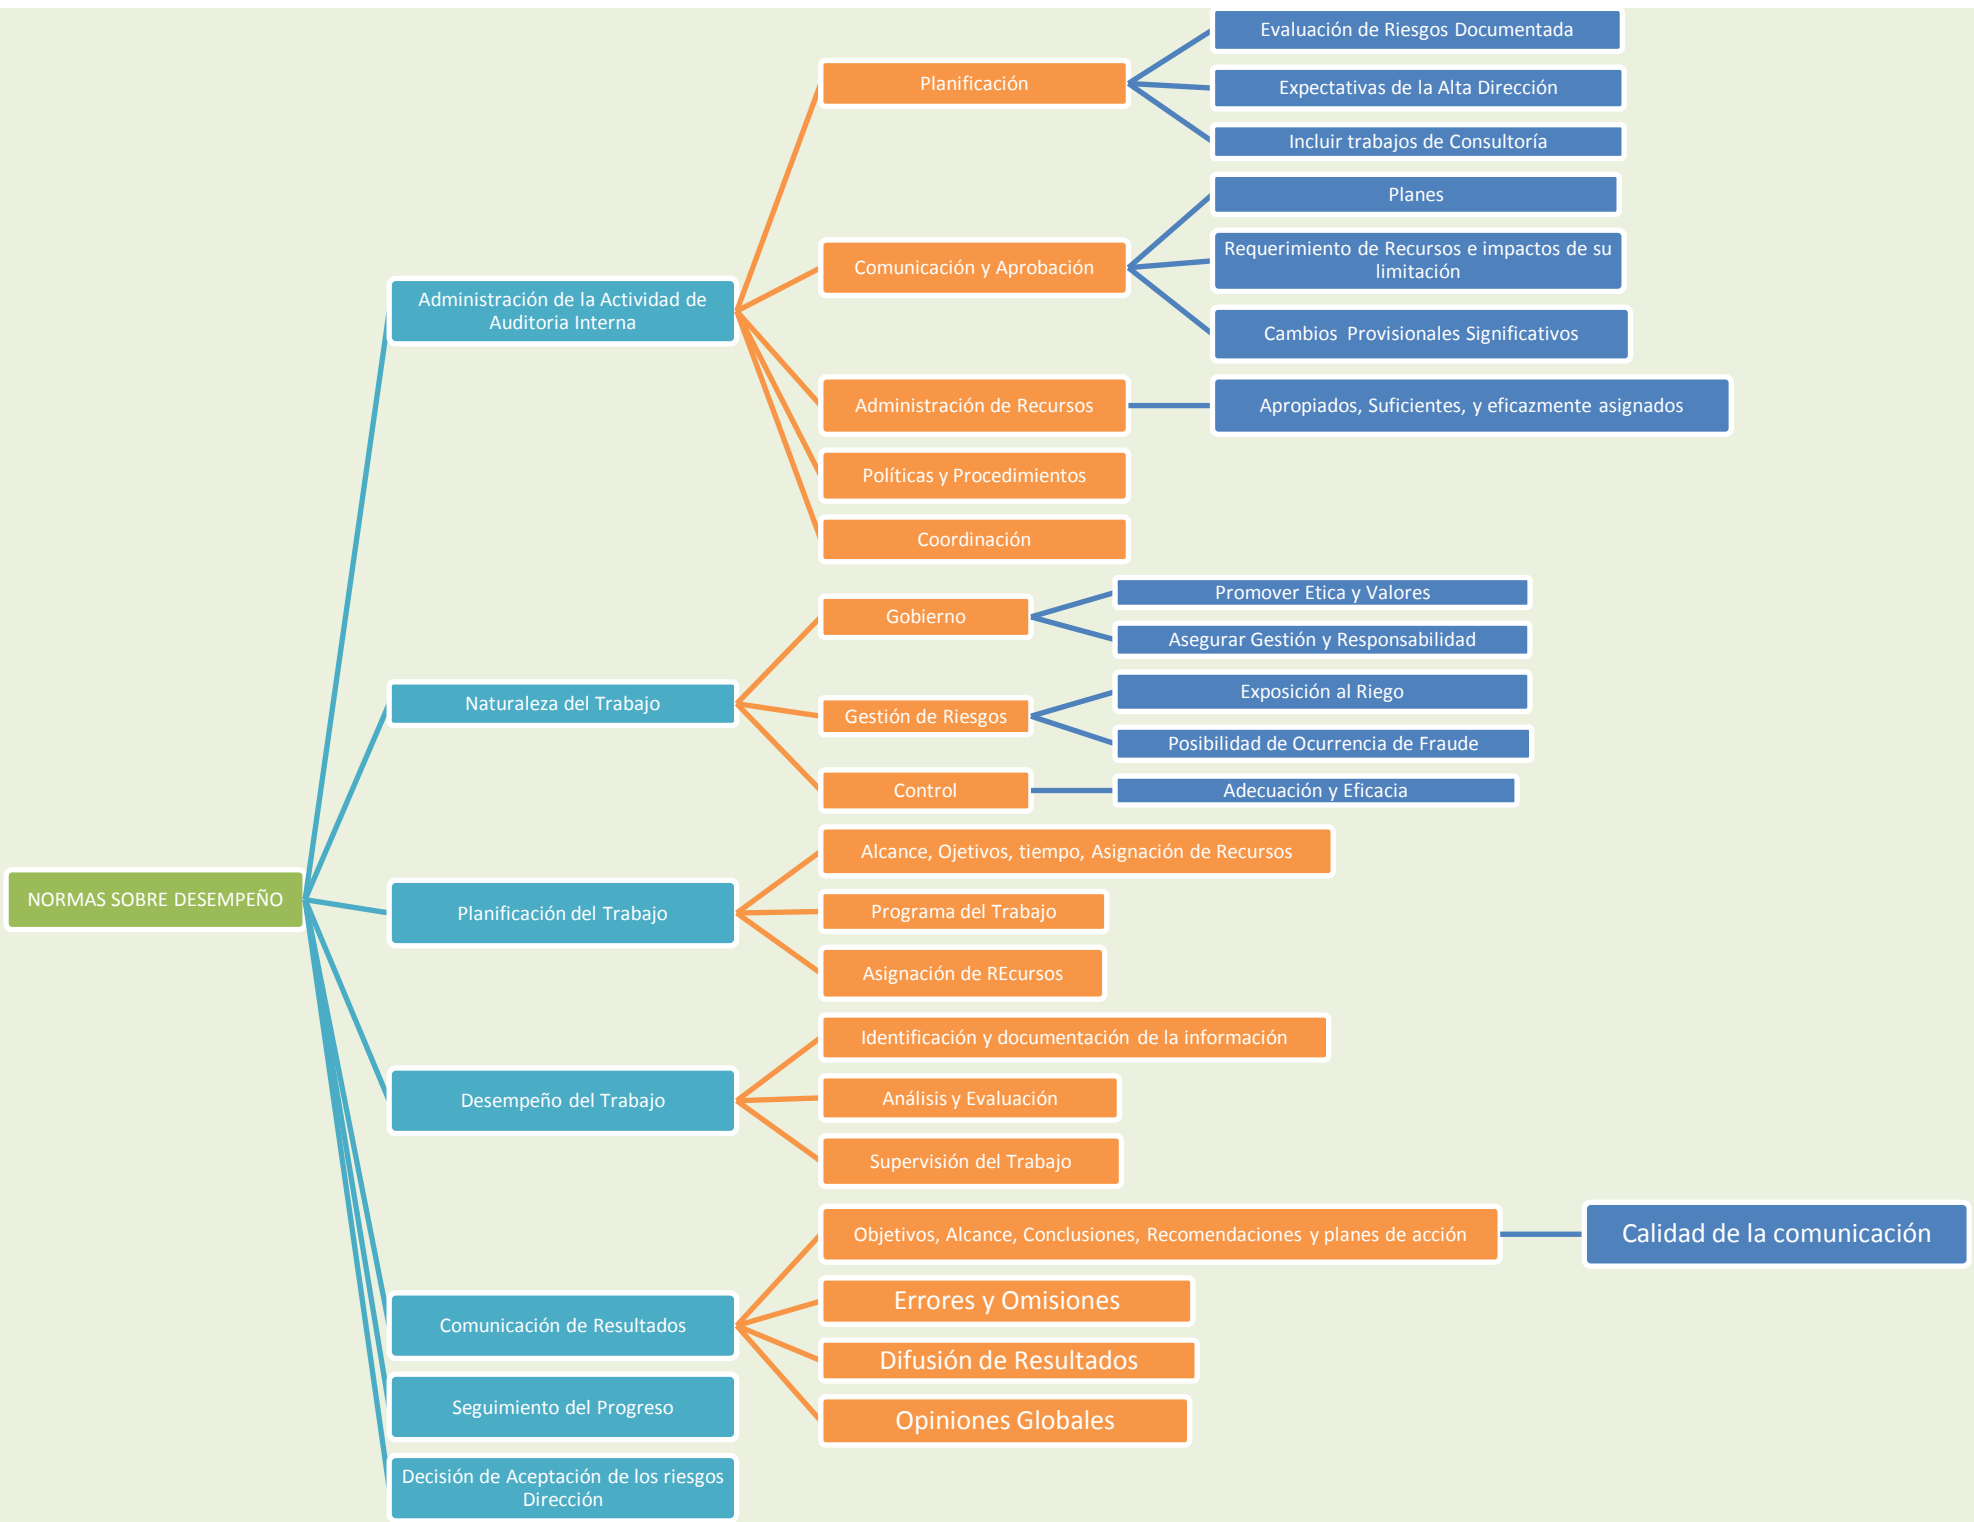 NORMAS SOBRE DESEMPEÑO
Administración de la Actividad de
Auditoria Interna
Planificación
Evaluación de Riesgos Documentada
Expectativas de la Alta Dirección
Incluir trabajos de Consultoría
Comunicación y Aprobación
Planes
Requerimiento de Recursos e impactos de su
limitación
Cambios Provisionales Significativos
Administración de Recursos
Apropiados, Suficientes, y eficazmente asignados
Políticas y Procedimientos
Coordinación
Naturaleza del Trabajo
Gobierno
Promover Etica y Valores
Asegurar Gestión y Responsabilidad
Gestión de Riesgos
Exposición al Riego
Posibilidad de Ocurrencia de Fraude
Control
Adecuación y Eficacia
Planificación del Trabajo
Alcance, Ojetivos, tiempo, Asignación de Recursos
Programa del Trabajo
Asignación de REcursos
Desempeño del Trabajo
Identificación y documentación de la información
Análisis y Evaluación
Supervisión del Trabajo
Comunicación de Resultados
Objetivos, Alcance, Conclusiones, Recomendaciones y planes de acción
Calidad de la comunicación
Errores y Omisiones
Difusión de Resultados
Opiniones Globales
Seguimiento del Progreso
Decisión de Aceptación de los riesgos
Dirección